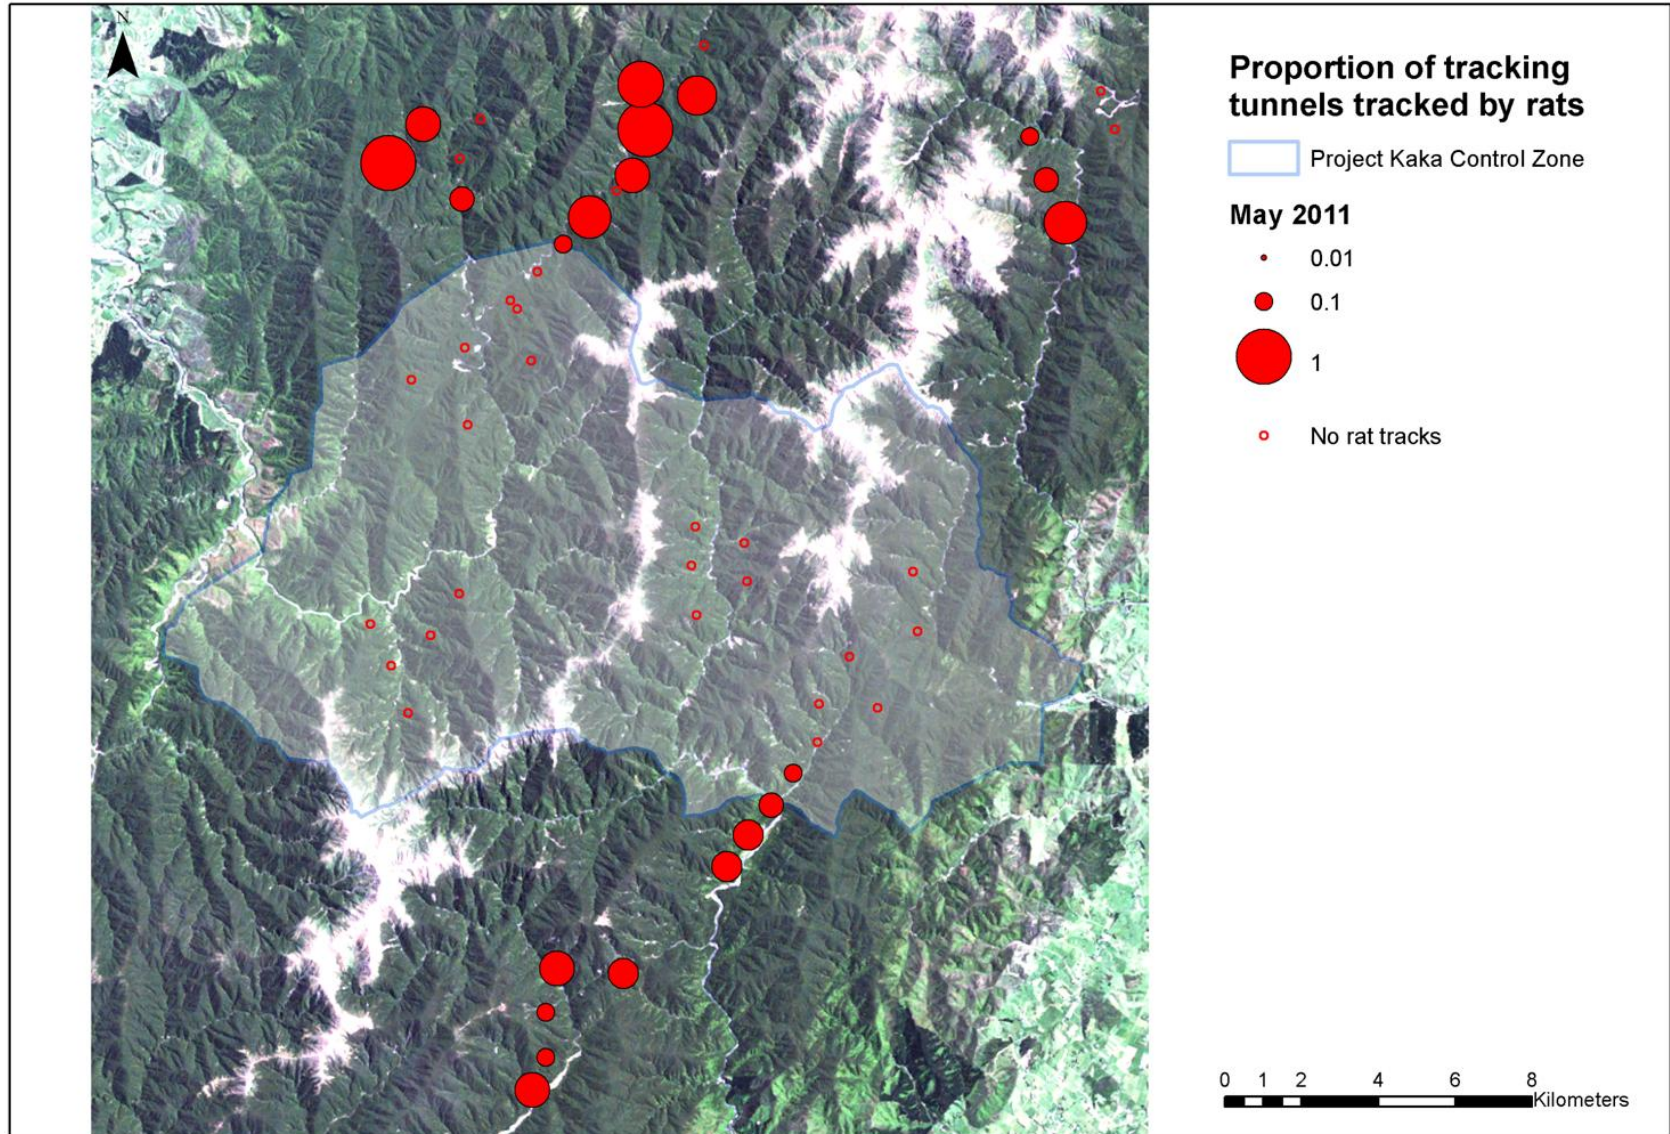 N
Proportion of tracking
tunnels tracked by rats
Project Kaka Control Zone
May 2011
0.01
0.1
1
No rat tracks
0 1 2 4 6 8
Kilometers